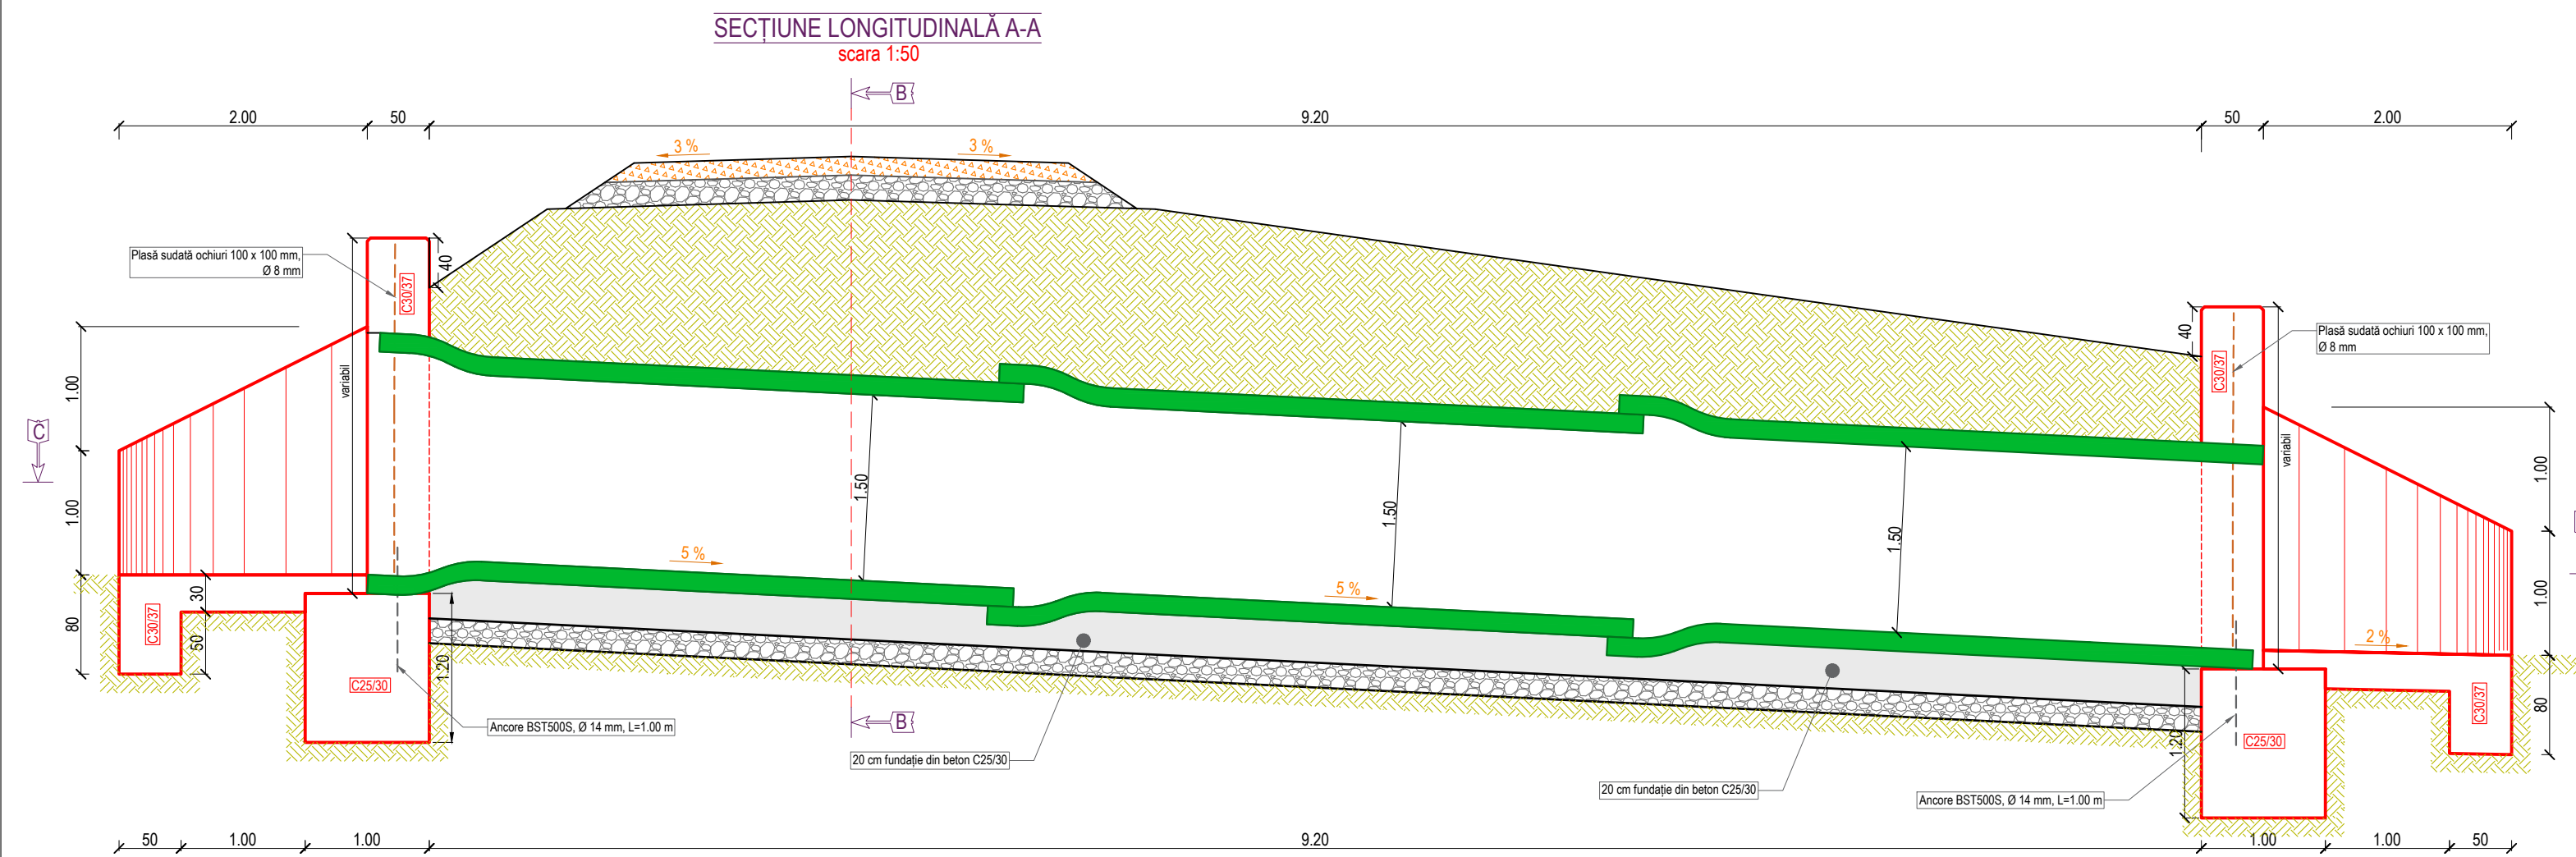 SECȚIUNE LONGITUDINALĂ A-A
scara 1:50
B
2.00
50
9.20
50
2.00
3 %
3 %
Plasă sudată ochiuri 100 x 100 mm,
Ø 8 mm
40
C30/37
40
C30/37
Plasă sudată ochiuri 100 x 100 mm,
Ø 8 mm
variabil
variabil
C
1.00
1.00
80
1.50
1.50
1.50
1.00
1.00
80
5 %
5 %
2 %
30
50
C30/37
C25/30
1.20
Ancore BST500S, Ø 14 mm, L=1.00 m
B
20 cm fundație din beton C25/30
20 cm fundație din beton C25/30
Ancore BST500S, Ø 14 mm, L=1.00 m
1.20
C25/30
C30/37
50
1.00
1.00
9.20
1.00
1.00
50